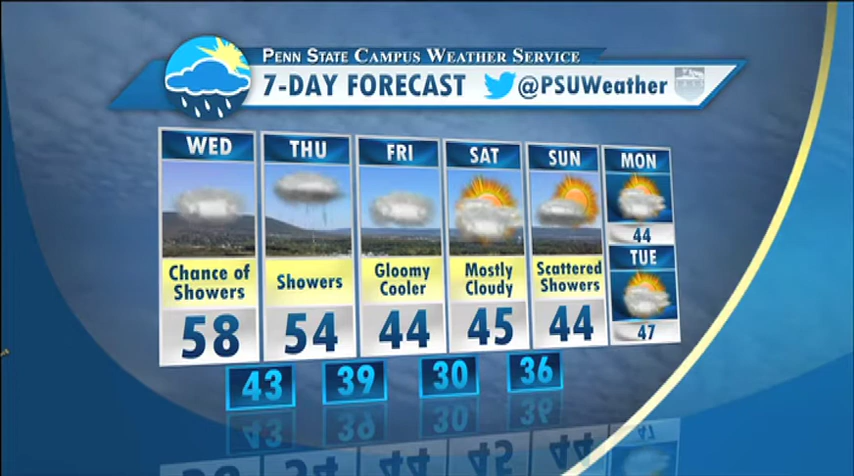 PENN STATE CAMPUS WEATHER SERVICE
7-DAY FORECAST @PSUWeather
WED
Chance of
Showers
58
THU
Showers
54
FRI
Gloomy
Cooler
44
SAT
Mostly
Cloudy
45
SUN
Scattered
Showers
44
MON
44
TUE
47
43 39 30 36